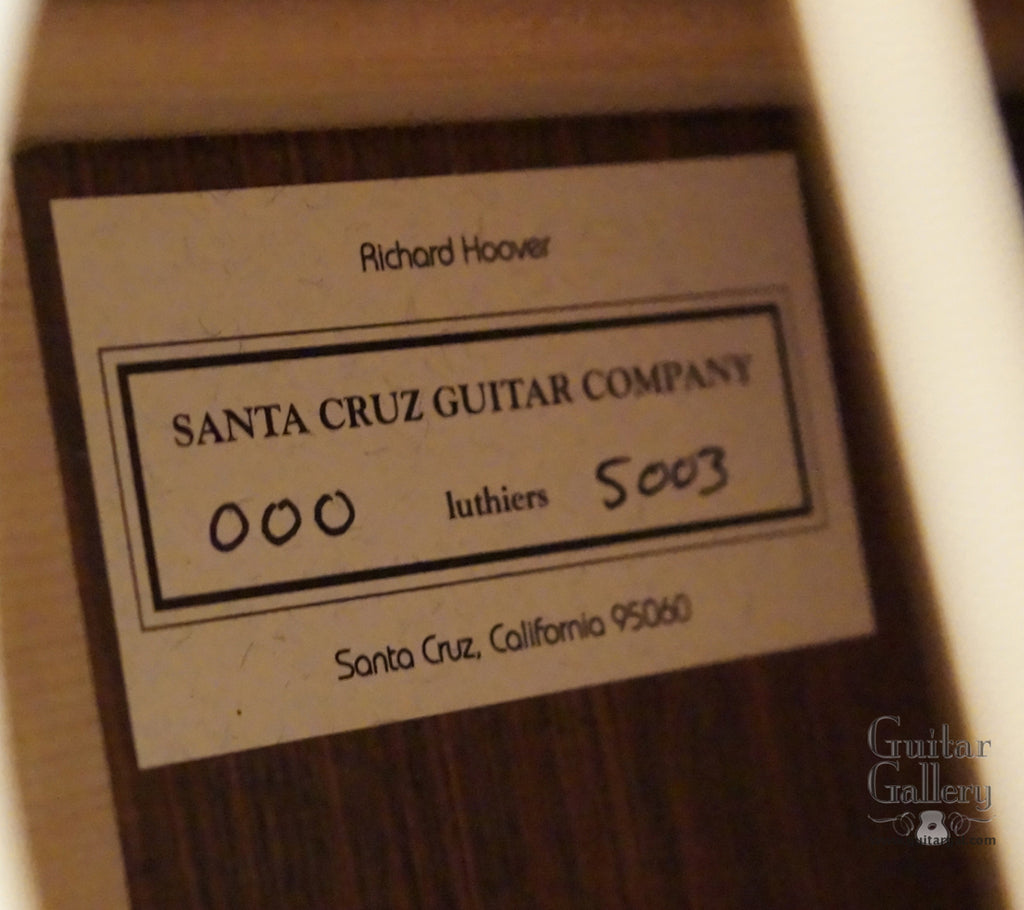 Richard Hoover
SANTA CRUZ GUITAR COMPANY
000 luthiers 5003
Santa Cruz, California 95060
Guitar
Gallery